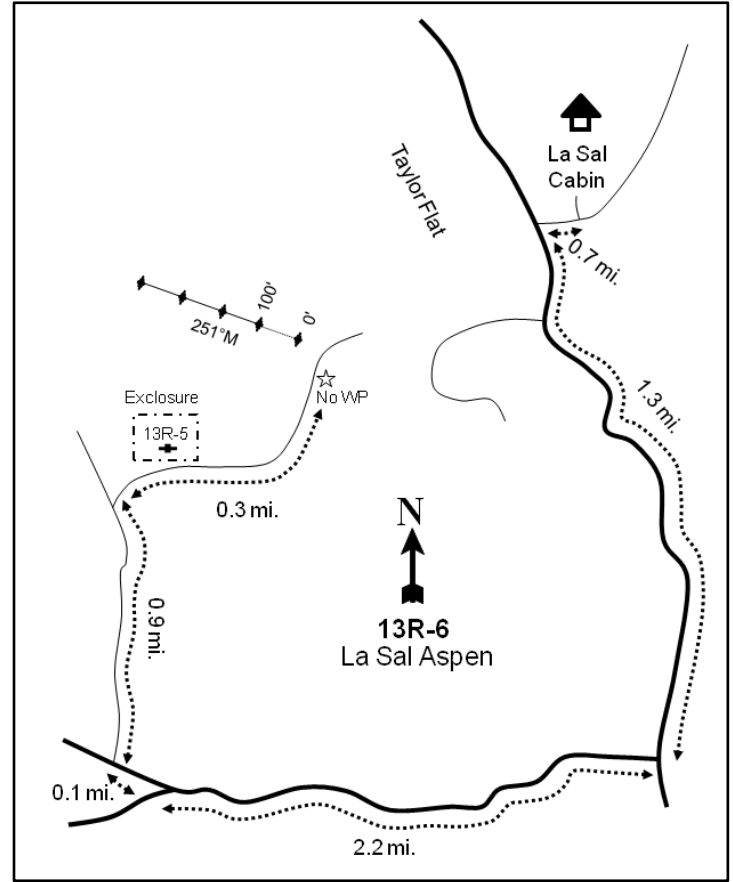 La Sal
Cabin
Taylor Flat
0.7 mi.
100'
0'
251°M
No WP
Exclosure
13R-5
1.3 mi.
0.3 mi.
N
13R-6
La Sal Aspen
0.9 mi.
0.1 mi.
2.2 mi.